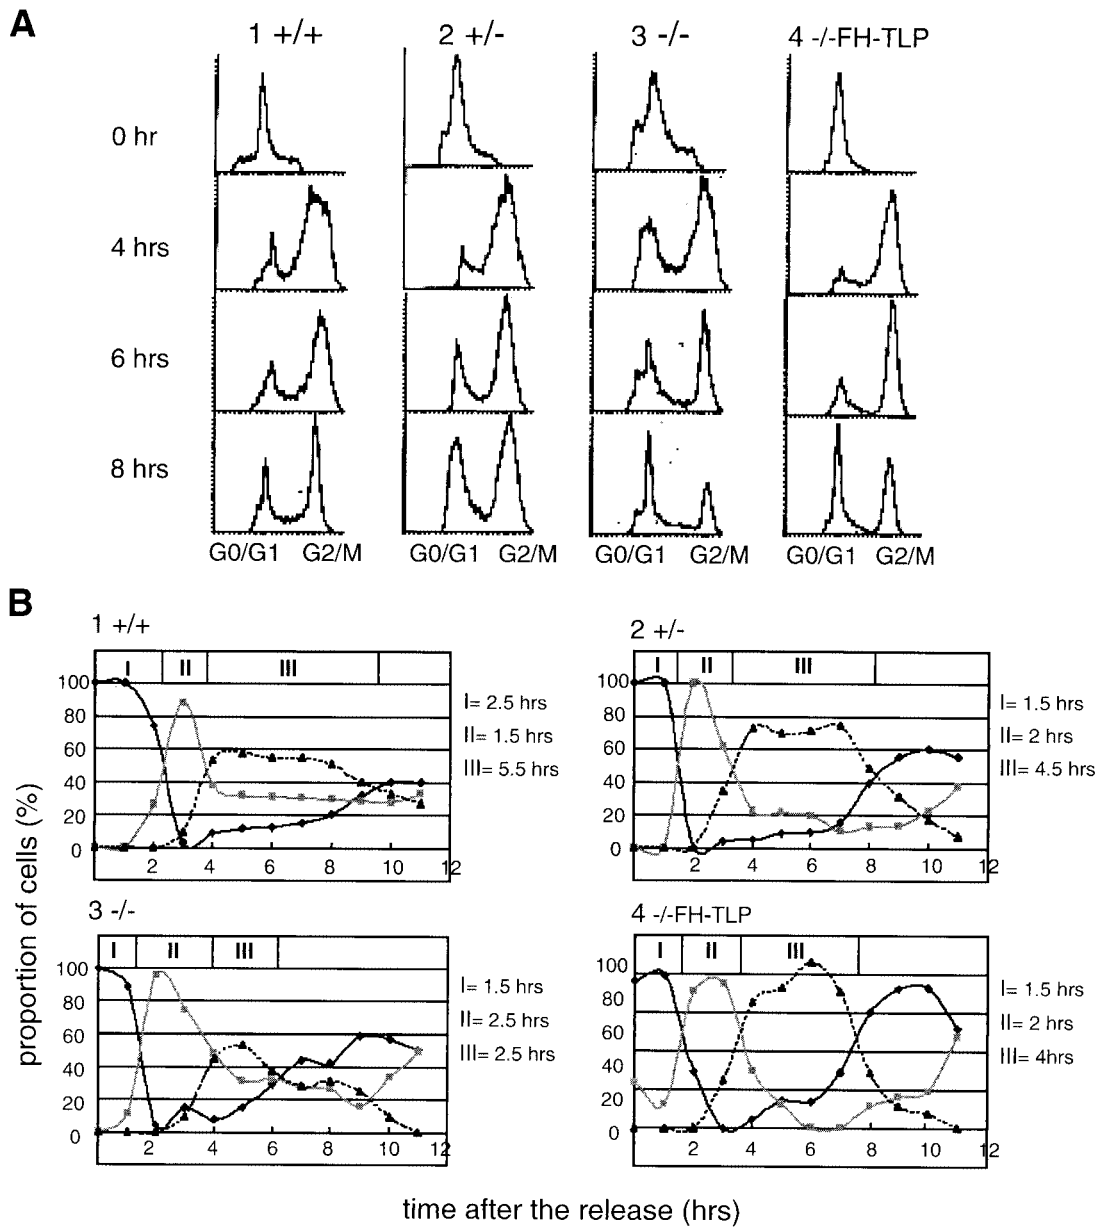 A
1 +/+ 2 +/- 3 -/- 4 -/-FH-TLP
0 hr
4 hrs
6 hrs
8 hrs
G0/G1 G2/M G0/G1 G2/M G0/G1 G2/M G0/G1 G2/M
B
proportion of cells (%)
1 +/+
I II III
100
80
60
40
20
0
2 4 6 8 10 12
I= 2.5 hrs
II= 1.5 hrs
III= 5.5 hrs
2 +/-
I II III
100
80
60
40
20
0
2 4 6 8 10 12
I= 1.5 hrs
II= 2 hrs
III= 4.5 hrs
3 -/-
I II III
100
80
60
40
20
0
2 4 6 8 10 12
I= 1.5 hrs
II= 2.5 hrs
III= 2.5 hrs
4 -/-FH-TLP
I II III
100
80
60
40
20
0
2 4 6 8 10 12
I= 1.5 hrs
II= 2 hrs
III= 4hrs
time after the release (hrs)